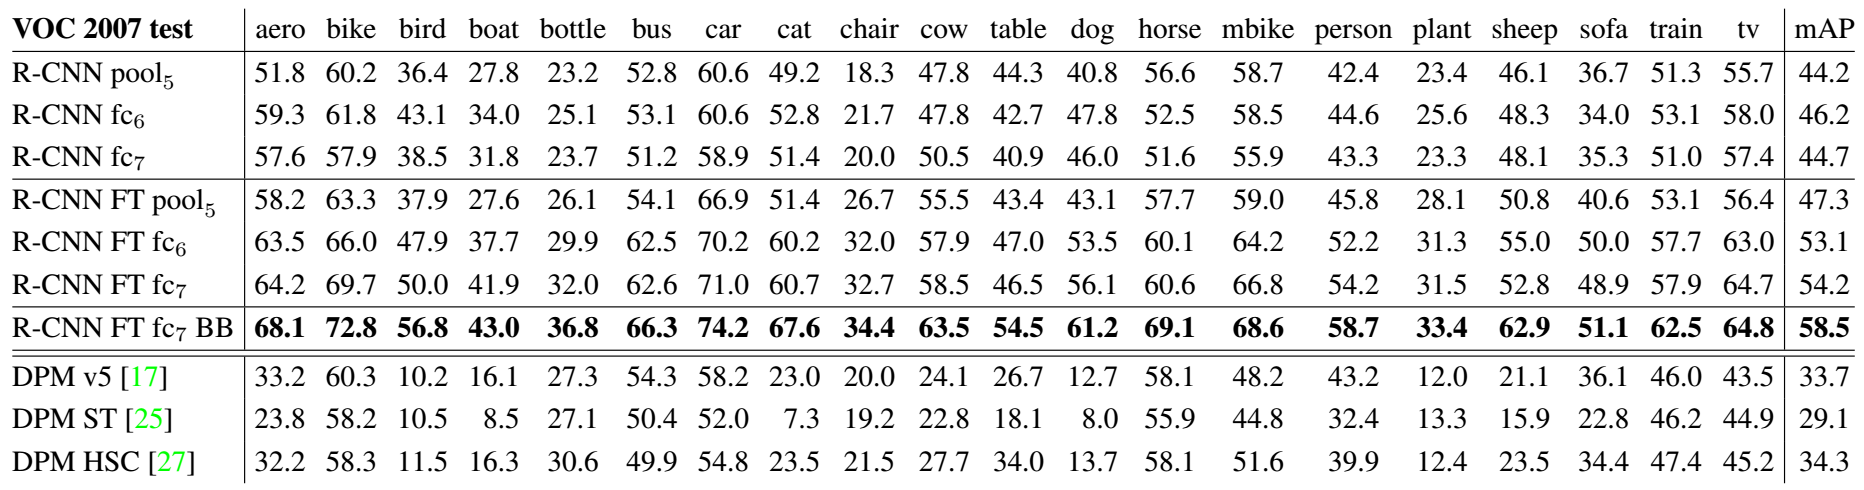 VOC 2007 test aero bike bird boat bottle bus car cat chair cow table dog horse mbike person plant sheep sofa train tv mAP
R-CNN pool5 51.8 60.2 36.4 27.8 23.2 52.8 60.6 49.2 18.3 47.8 44.3 40.8 56.6 58.7 42.4 23.4 46.1 36.7 51.3 55.7 44.2
R-CNN fc6 59.3 61.8 43.1 34.0 25.1 53.1 60.6 52.8 21.7 47.8 42.7 47.8 52.5 58.5 44.6 25.6 48.3 34.0 53.1 58.0 46.2
R-CNN fc7 57.6 57.9 38.5 31.8 23.7 51.2 58.9 51.4 20.0 50.5 40.9 46.0 51.6 55.9 43.3 23.3 48.1 35.3 51.0 57.4 44.7
R-CNN FT pool5 58.2 63.3 37.9 27.6 26.1 54.1 66.9 51.4 26.7 55.5 43.4 43.1 57.7 59.0 45.8 28.1 50.8 40.6 53.1 56.4 47.3
R-CNN FT fc6 63.5 66.0 47.9 37.7 29.9 62.5 70.2 60.2 32.0 57.9 47.0 53.5 60.1 64.2 52.2 31.3 55.0 50.0 57.7 63.0 53.1
R-CNN FT fc7 64.2 69.7 50.0 41.9 32.0 62.6 71.0 60.7 32.7 58.5 46.5 56.1 60.6 66.8 54.2 31.5 52.8 48.9 57.9 64.7 54.2
R-CNN FT fc7 BB 68.1 72.8 56.8 43.0 36.8 66.3 74.2 67.6 34.4 63.5 54.5 61.2 69.1 68.6 58.7 33.4 62.9 51.1 62.5 64.8 58.5
DPM v5 [17] 33.2 60.3 10.2 16.1 27.3 54.3 58.2 23.0 20.0 24.1 26.7 12.7 58.1 48.2 43.2 12.0 21.1 36.1 46.0 43.5 33.7
DPM ST [25] 23.8 58.2 10.5 8.5 27.1 50.4 52.0 7.3 19.2 22.8 18.1 8.0 55.9 44.8 32.4 13.3 15.9 22.8 46.2 44.9 29.1
DPM HSC [27] 32.2 58.3 11.5 16.3 30.6 49.9 54.8 23.5 21.5 27.7 34.0 13.7 58.1 51.6 39.9 12.4 23.5 34.4 47.4 45.2 34.3